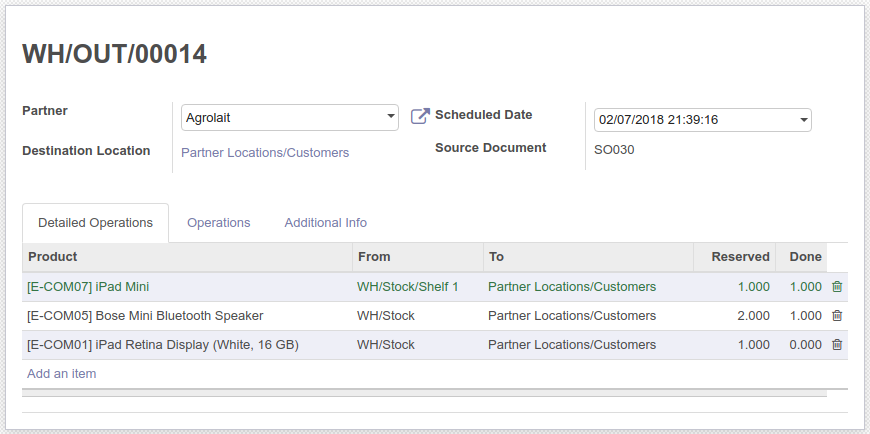 WH/OUT/00014
Partner
Agrolait
Scheduled Date
02/07/2018 21:39:16
Destination Location
Partner Locations/Customers
Source Document
SO030
Detailed Operations Operations Additional Info
Product From To Reserved Done
[E-COM07] iPad Mini WH/Stock/Shelf 1 Partner Locations/Customers 1.000 1.000
[E-COM05] Bose Mini Bluetooth Speaker WH/Stock Partner Locations/Customers 2.000 1.000
[E-COM01] iPad Retina Display (White, 16 GB) WH/Stock Partner Locations/Customers 1.000 0.000
Add an item